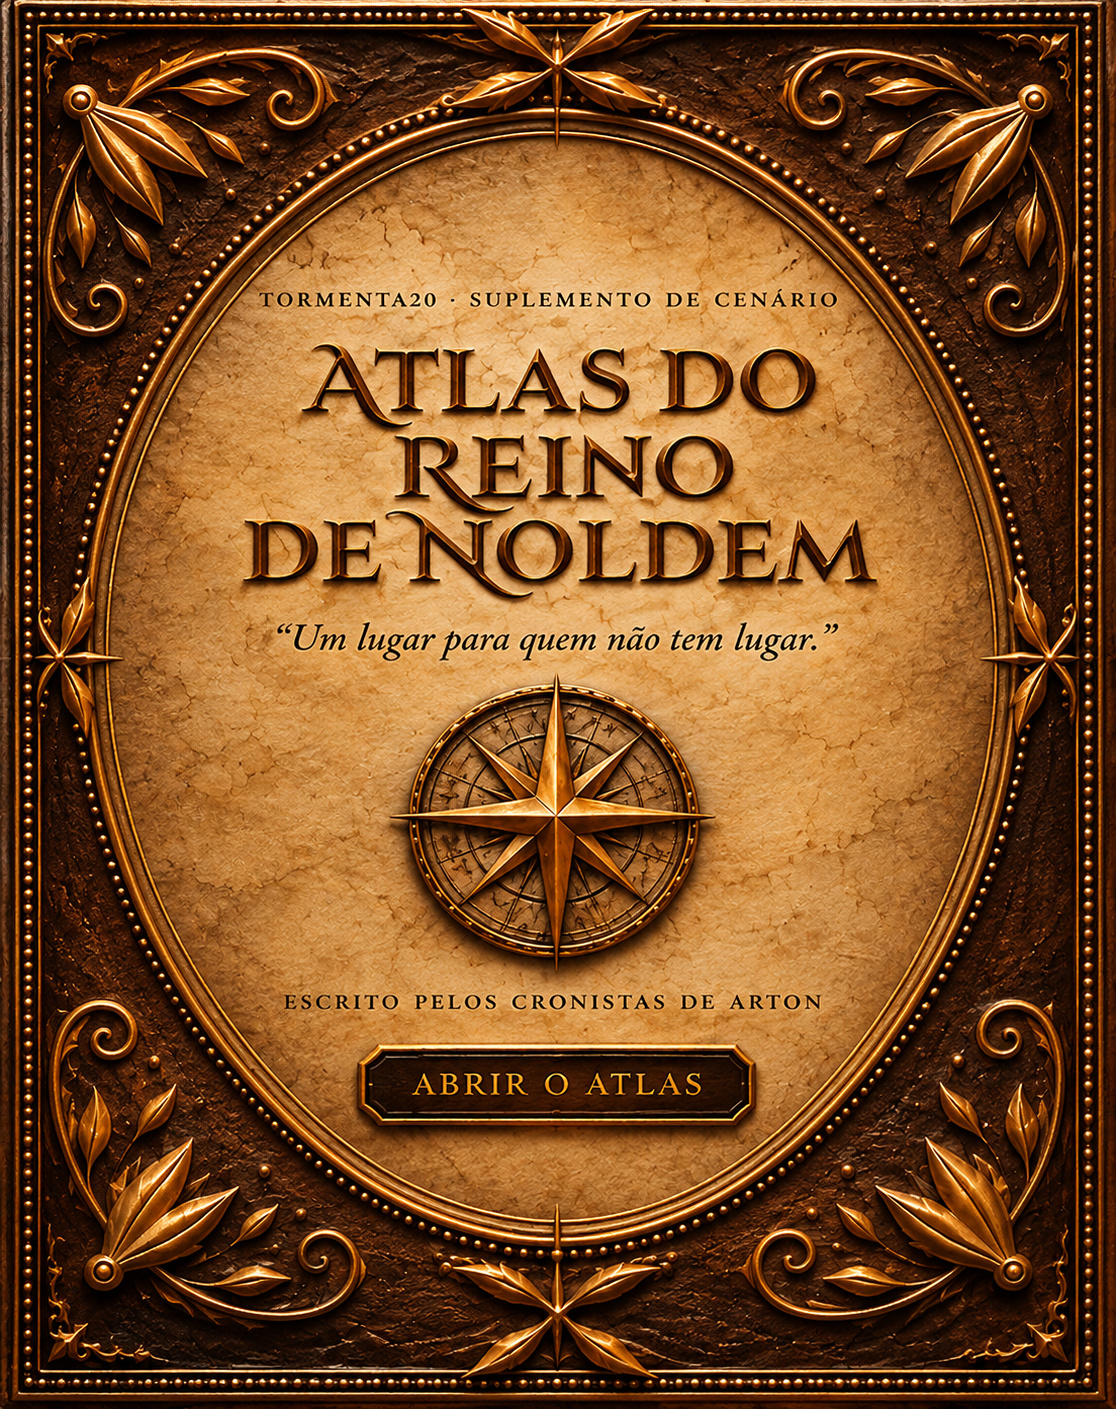 TORMENTA20 · SUPLEMENTO DE CENÁRIO
ATLAS DO
REINO
DE NOLDEM
“Um lugar para quem não tem lugar.”
ESCRITO PELOS CRONISTAS DE ARTON
ABRIR O ATLAS